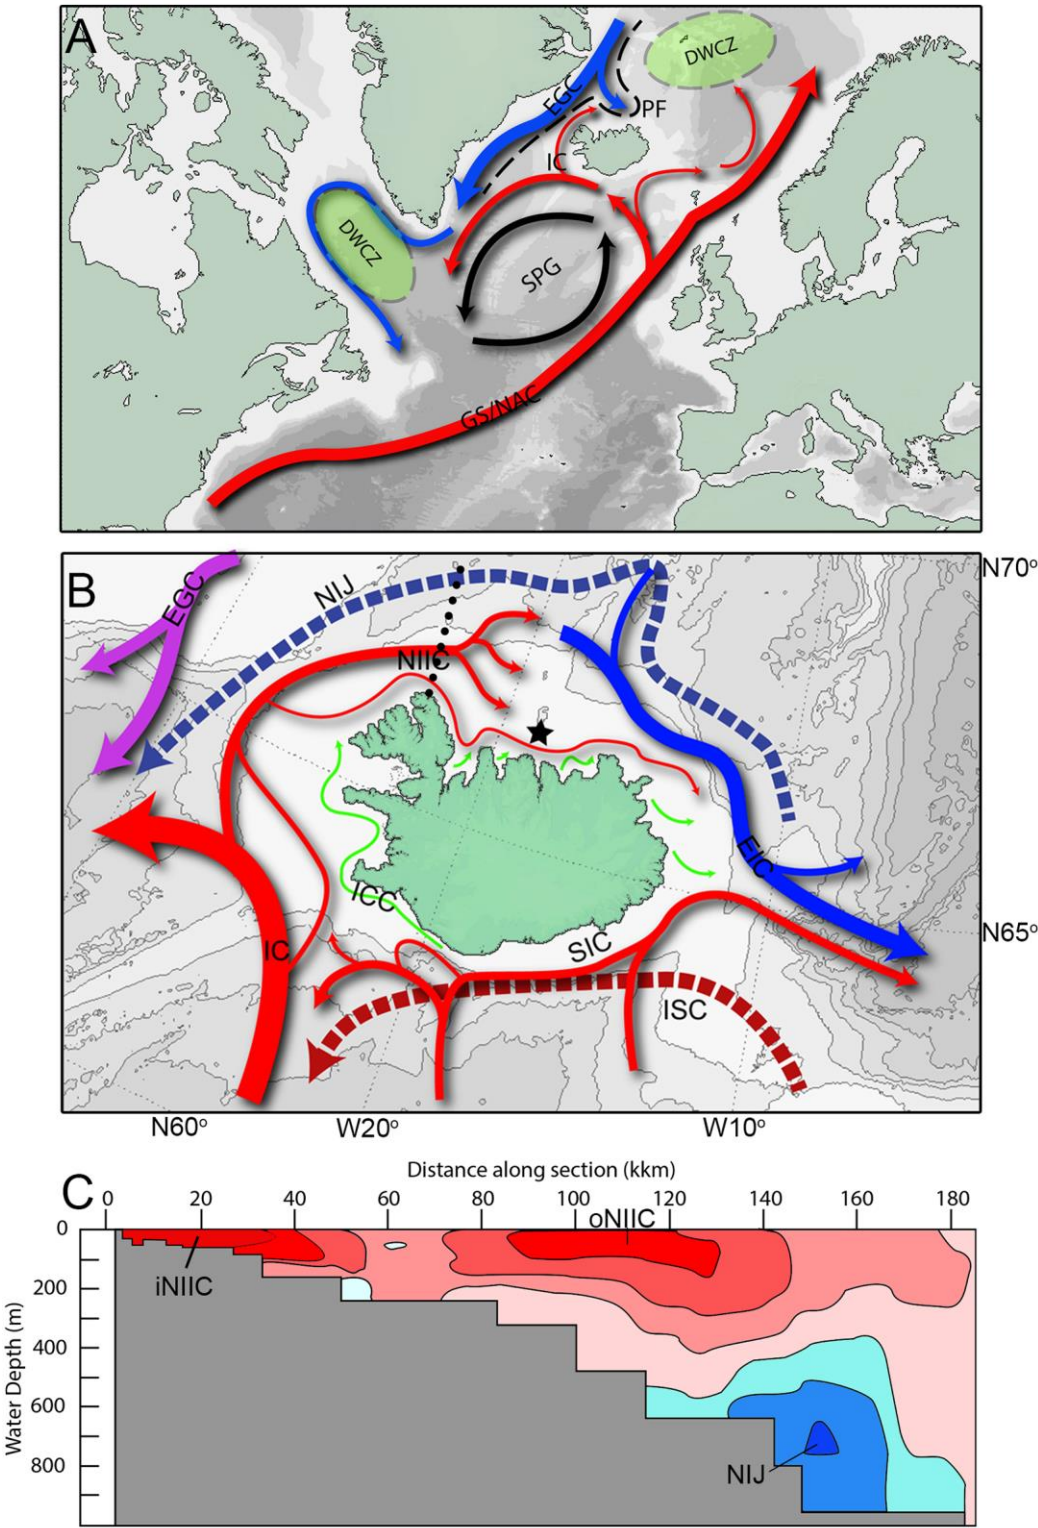 A
DWCZ
EGC
PF
IC
DWCZ
SPG
GS/NAC
B
EGC
NIJ
N70°
NIIC
EIC
ICC
N65°
IC
SIC
ISC
N60°
W20°
W10°
Distance along section (kkm)
C
0 20 40 60 80 100 120 140 160 180
oNIIC
0
iNIIC
200
400
600
800
Water Depth (m)
NIJ